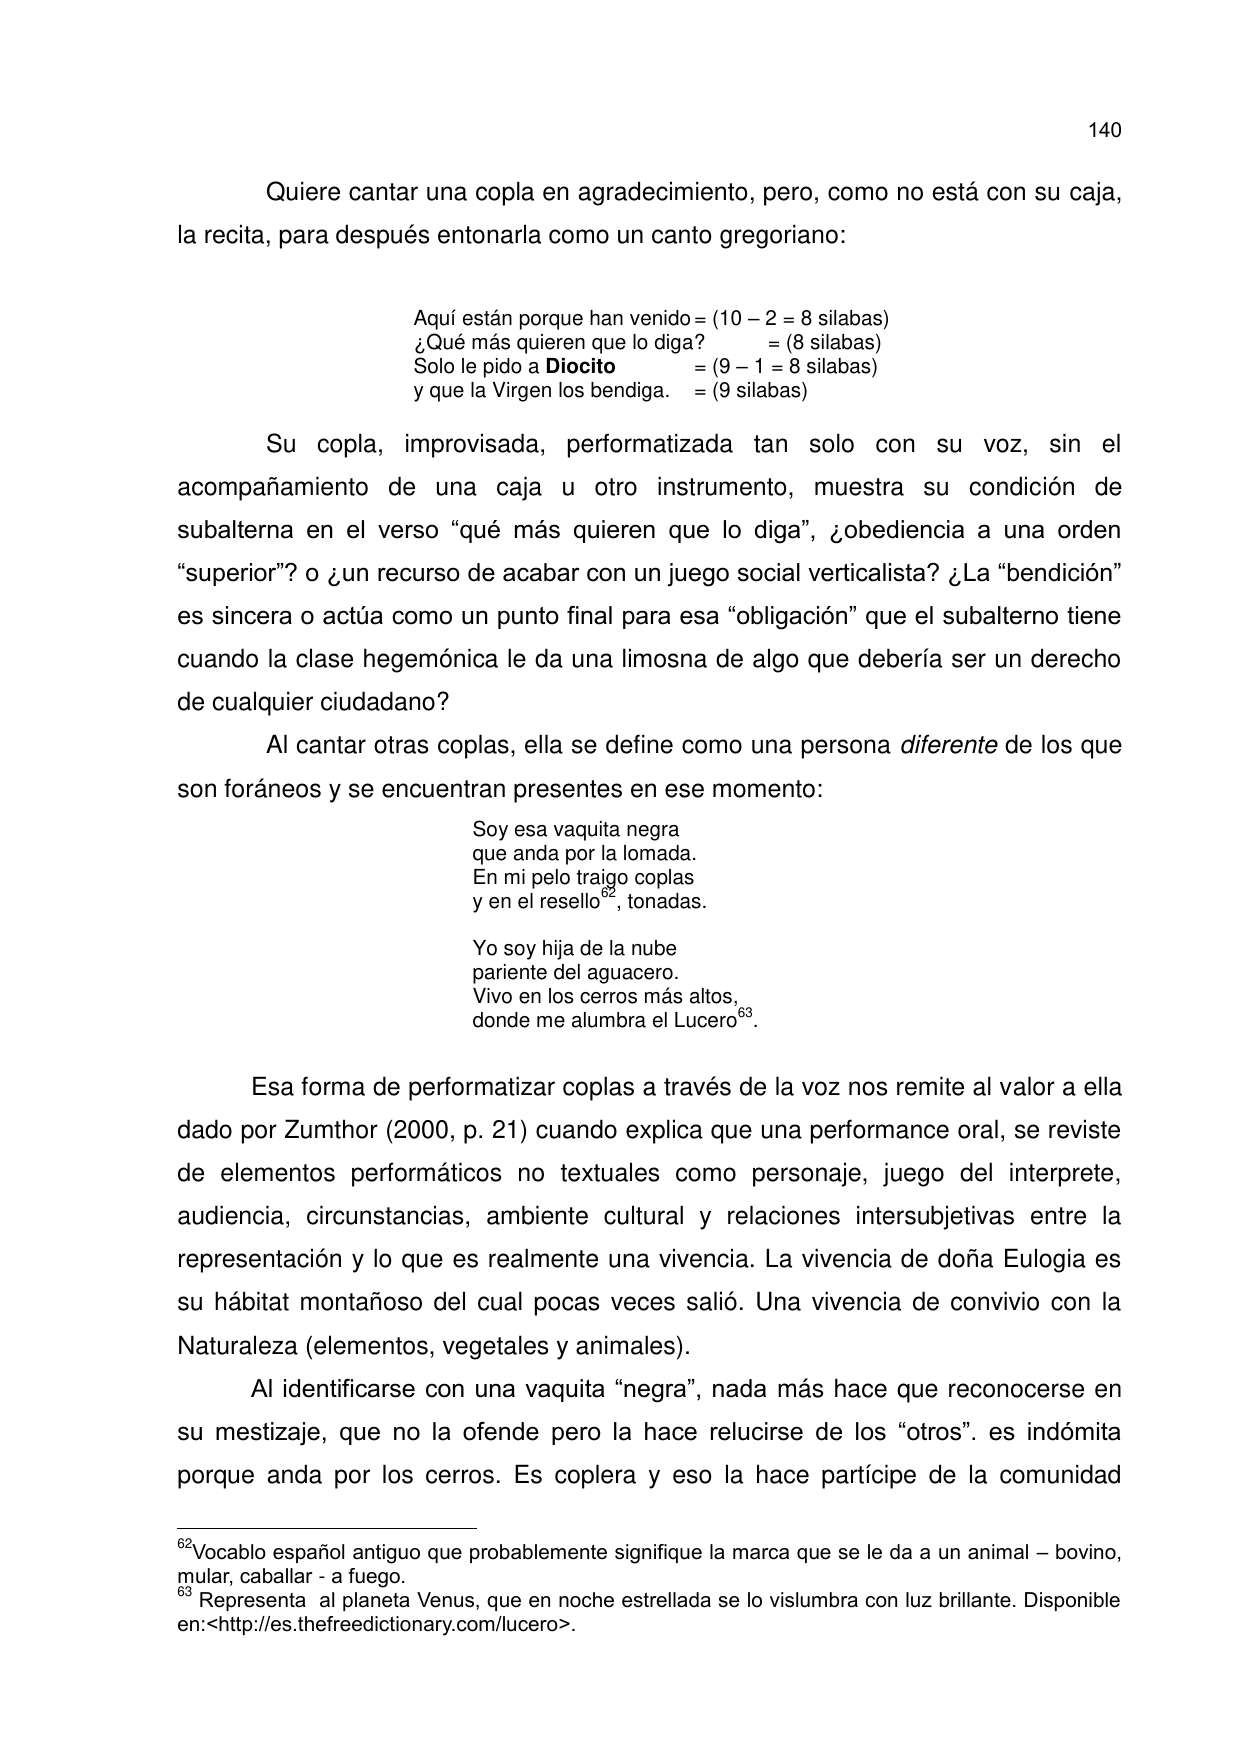 140
Quiere cantar una copla en agradecimiento, pero, como no está con su caja,
la recita, para después entonarla como un canto gregoriano:
Aquí están porque han venido = (10 – 2 = 8 silabas)
¿Qué más quieren que lo diga? = (8 silabas)
Solo le pido a Diocito = (9 – 1 = 8 silabas)
y que la Virgen los bendiga. = (9 silabas)
Su copla, improvisada, performatizada tan solo con su voz, sin el
acompañamiento de una caja u otro instrumento, muestra su condición de
subalterna en el verso “qué más quieren que lo diga”, ¿obediencia a una orden
“superior”? o ¿un recurso de acabar con un juego social verticalista? ¿La “bendición”
es sincera o actúa como un punto final para esa “obligación” que el subalterno tiene
cuando la clase hegemónica le da una limosna de algo que debería ser un derecho
de cualquier ciudadano?
Al cantar otras coplas, ella se define como una persona diferente de los que
son foráneos y se encuentran presentes en ese momento:
Soy esa vaquita negra
que anda por la lomada.
En mi pelo traigo coplas
y en el resello62, tonadas.
Yo soy hija de la nube
pariente del aguacero.
Vivo en los cerros más altos,
donde me alumbra el Lucero63.
Esa forma de performatizar coplas a través de la voz nos remite al valor a ella
dado por Zumthor (2000, p. 21) cuando explica que una performance oral, se reviste
de elementos performáticos no textuales como personaje, juego del interprete,
audiencia, circunstancias, ambiente cultural y relaciones intersubjetivas entre la
representación y lo que es realmente una vivencia. La vivencia de doña Eulogia es
su hábitat montañoso del cual pocas veces salió. Una vivencia de convivio con la
Naturaleza (elementos, vegetales y animales).
Al identificarse con una vaquita “negra”, nada más hace que reconocerse en
su mestizaje, que no la ofende pero la hace relucirse de los “otros”. es indómita
porque anda por los cerros. Es coplera y eso la hace partícipe de la comunidad
62Vocablo español antiguo que probablemente signifique la marca que se le da a un animal – bovino,
mular, caballar - a fuego.
63 Representa al planeta Venus, que en noche estrellada se lo vislumbra con luz brillante. Disponible
en:<http://es.thefreedictionary.com/lucero>.